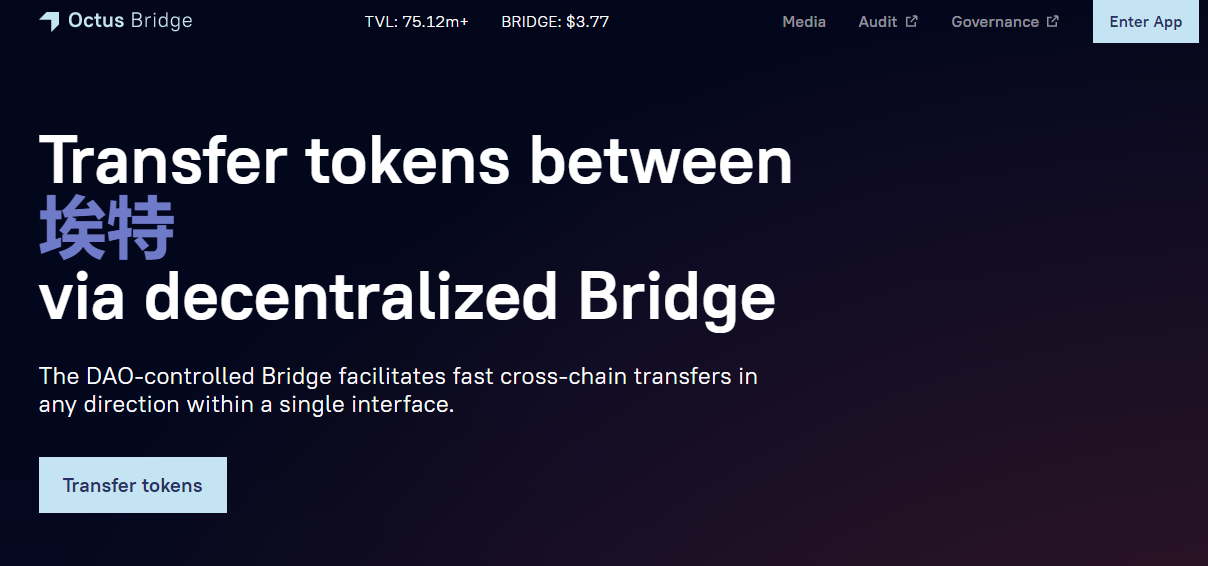 Octus Bridge
TVL: 75.12m+ BRIDGE: $3.77
Media Audit Governance Enter App
Transfer tokens between
埃特
via decentralized Bridge
The DAO-controlled Bridge facilitates fast cross-chain transfers in
any direction within a single interface.
Transfer tokens